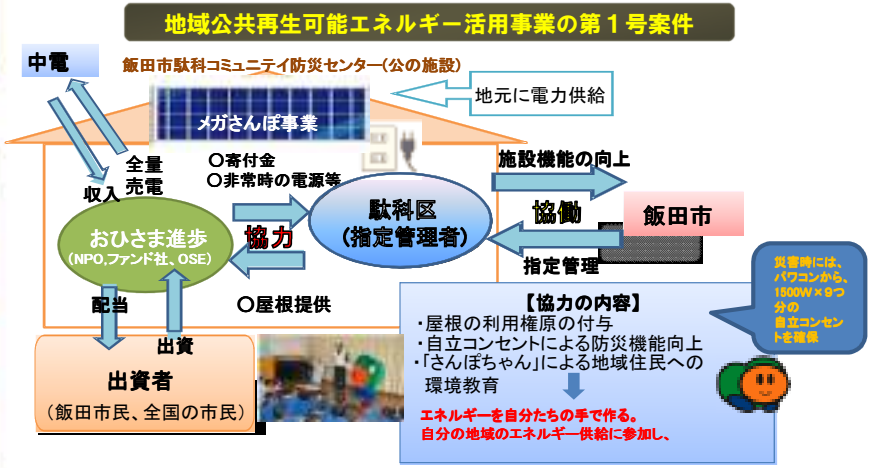 地域公共再生可能エネルギー活用事業の第１号案件
中電
飯田市駄科コミュニテイ防災センター(公の施設)
地元に電力供給
メガさんぽ事業
全量
売電
収入
〇寄付金
〇非常時の電源等
施設機能の向上
駄科区
(指定管理者)
協働
飯田市
おひさま進歩
(NPO,ファンド社、OSE)
協力
指定管理
配当
〇屋根提供
出資
出資者
(飯田市民、全国の市民)
【協力の内容】
・屋根の利用権原の付与
・自立コンセントによる防災機能向上
・「さんぽちゃん」による地域住民への
環境教育
エネルギーを自分たちの手で作る。
自分の地域のエネルギー供給に参加し、
災害時には、
パワコンから、
1500W×９つ
分の
自立コンセン
トを確保